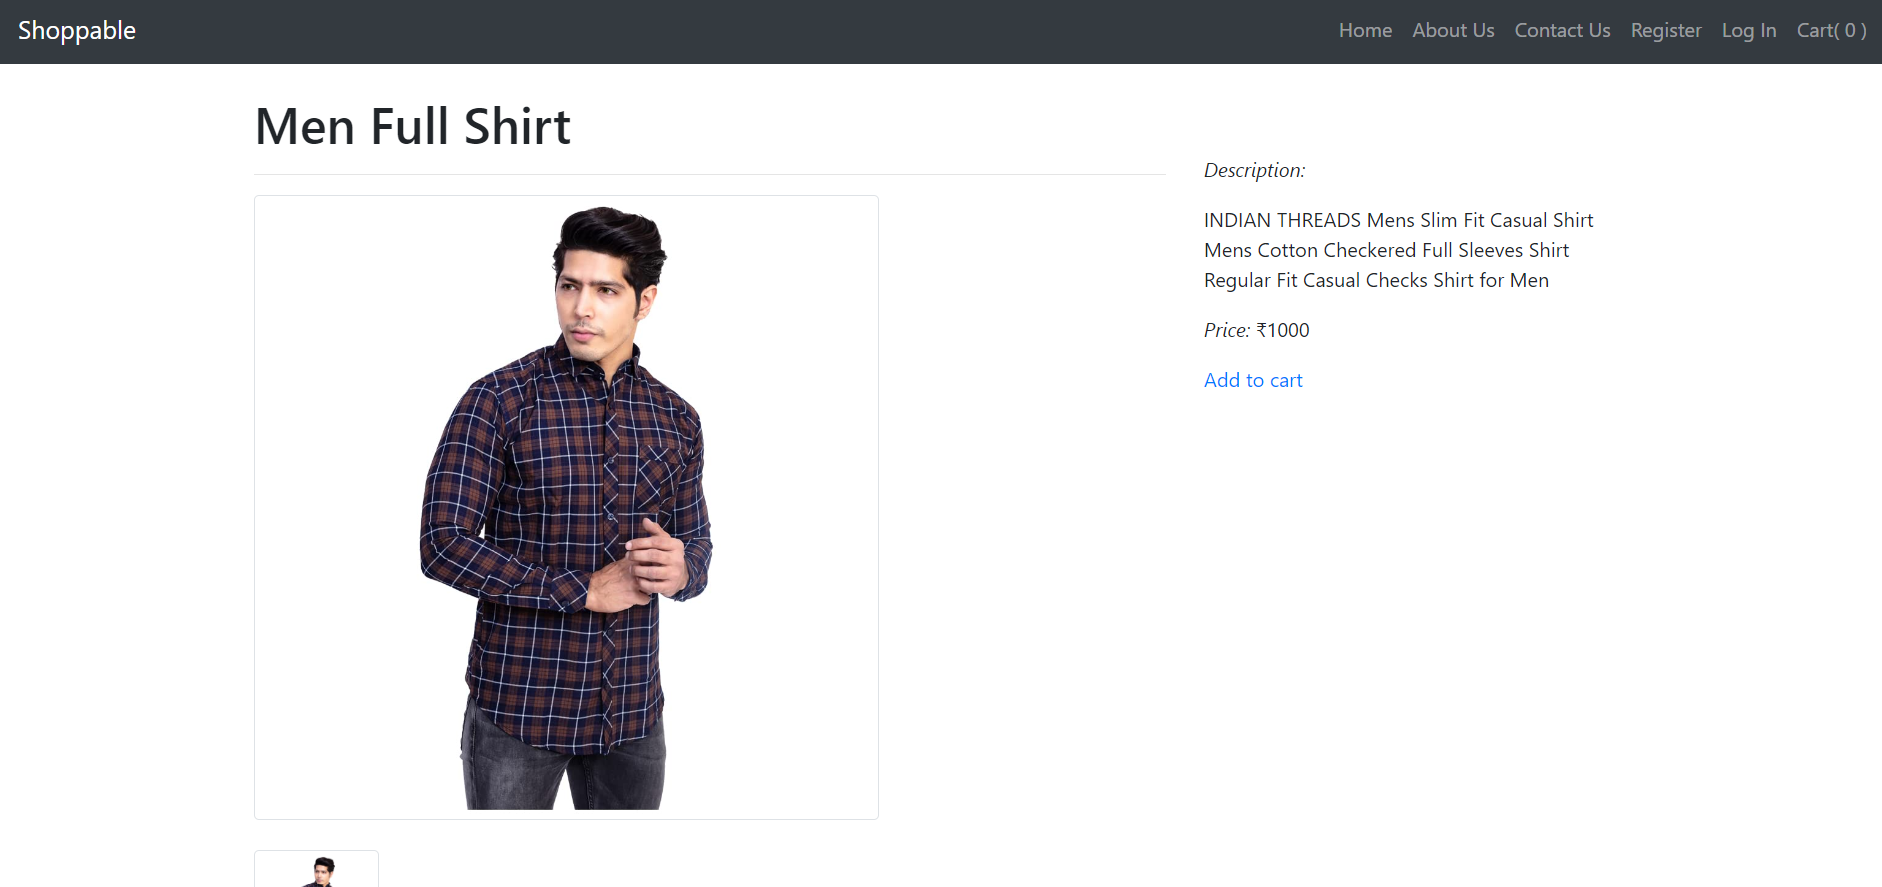 Shoppable
Home About Us Contact Us Register Log In Cart( 0 )
Men Full Shirt
Description:
INDIAN THREADS Mens Slim Fit Casual Shirt
Mens Cotton Checkered Full Sleeves Shirt
Regular Fit Casual Checks Shirt for Men
Price: ₹1000
Add to cart